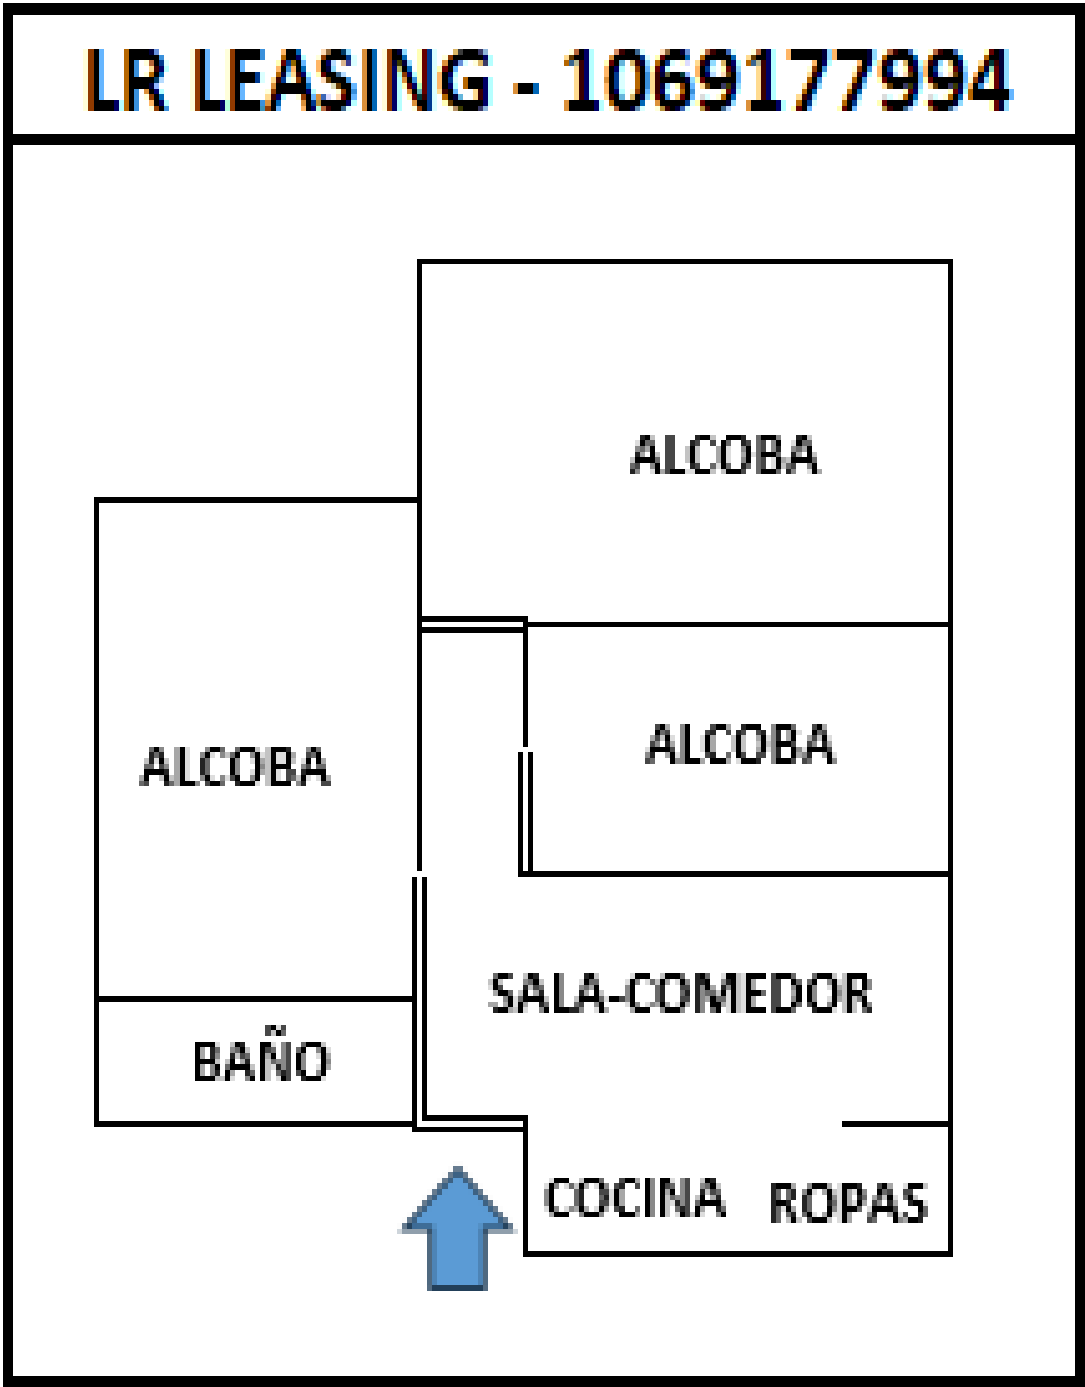 LR LEASING - 1069177994
ALCOBA
ALCOBA
ALCOBA
SALA-COMEDOR
BAÑO
COCINA
ROPAS